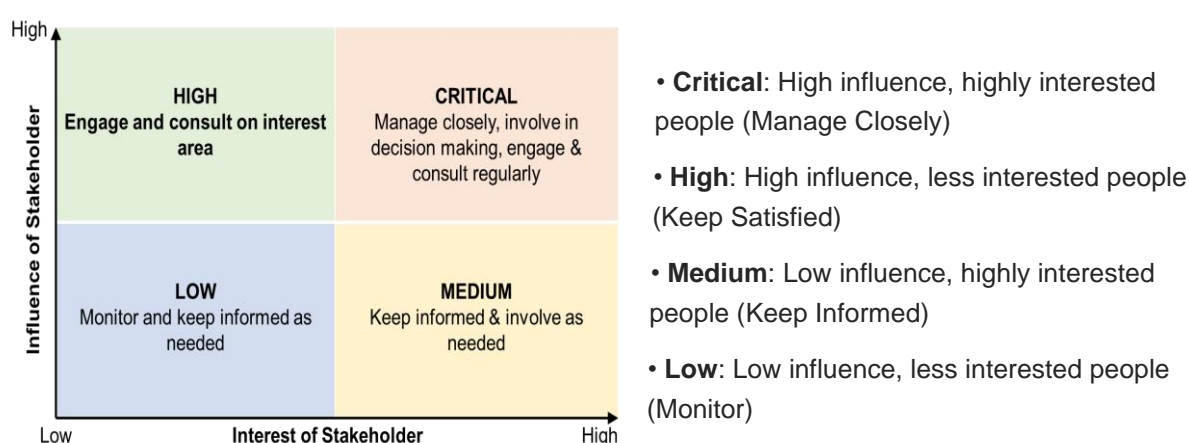 High
Influence of Stakeholder
HIGH
Engage and consult on interest
area
CRITICAL
Manage closely, involve in
decision making, engage &
consult regularly
LOW
Monitor and keep informed as
needed
MEDIUM
Keep informed & involve as
needed
Low
Interest of Stakeholder
High
• Critical: High influence, highly interested
people (Manage Closely)
• High: High influence, less interested people
(Keep Satisfied)
• Medium: Low influence, highly interested
people (Keep Informed)
• Low: Low influence, less interested people
(Monitor)